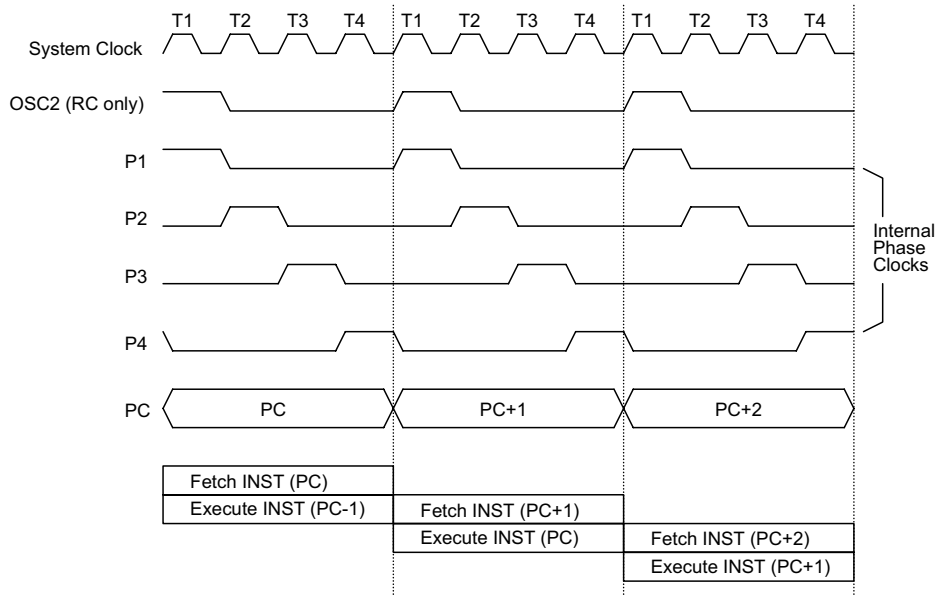 T1 T2 T3 T4 T1 T2 T3 T4 T1 T2 T3 T4
System Clock
OSC2 (RC only)
P1
P2
Internal
Phase
Clocks
P3
P4
PC PC PC+1 PC+2
Fetch INST (PC)
Execute INST (PC-1) Fetch INST (PC+1)
Execute INST (PC) Fetch INST (PC+2)
Execute INST (PC+1)